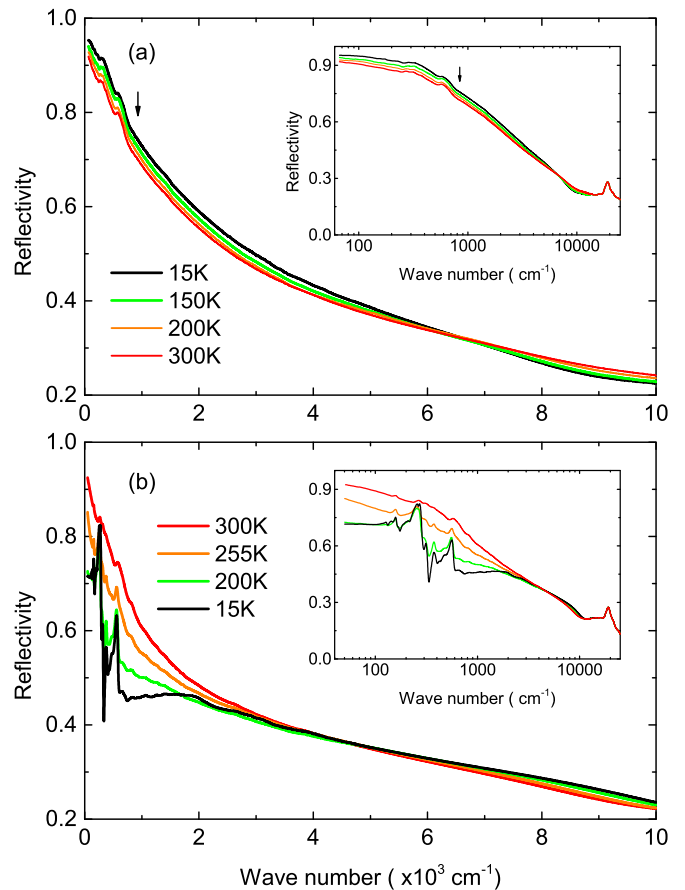 (a)
1.0
0.8
0.6
0.4
0.2
Reflectivity
0 2 4 6 8 10
15K
150K
200K
300K
0.9
0.6
0.3
0.0
Reflectivity
100 1000 10000
Wave number ( cm-1)
(b)
1.0
0.8
0.6
0.4
0.2
Reflectivity
300K
255K
200K
15K
0.9
0.6
0.3
0.0
Reflectivity
100 1000 10000
Wave number ( cm-1)
0 2 4 6 8 10
Wave number ( x10³ cm-1)